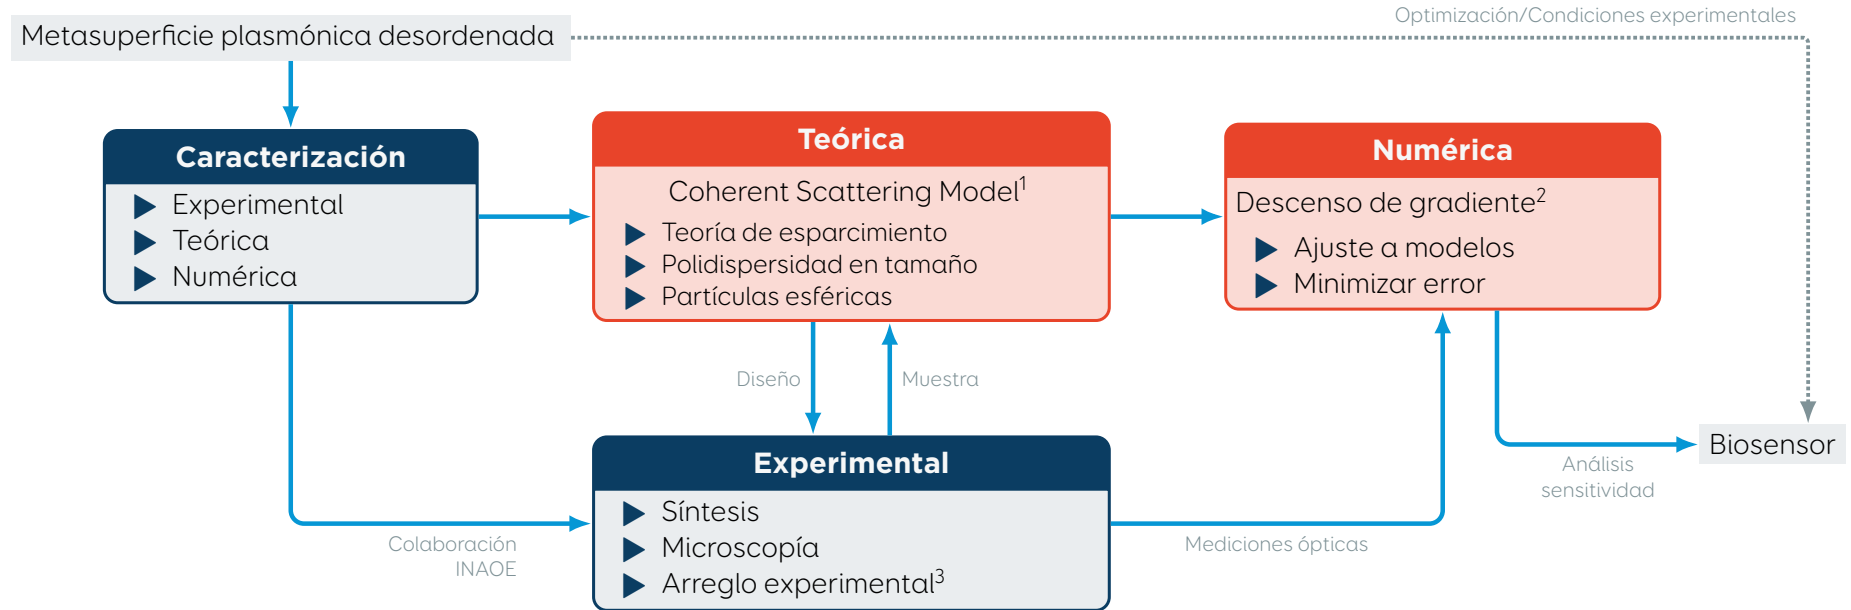 Optimización/Condiciones experimentales
Metasuperficie plasmónica desordenada
Caracterización
Experimental
Teórica
Numérica
Teórica
Coherent Scattering Model¹
Teoría de esparcimiento
Polidispersidad en tamaño
Partículas esféricas
Numérica
Descenso de gradiente²
Ajuste a modelos
Minimizar error
Diseño
Muestra
Biosensor
Análisis
sensitividad
Experimental
Síntesis
Microscopía
Arreglo experimental³
Colaboración
INAOE
Mediciones ópticas